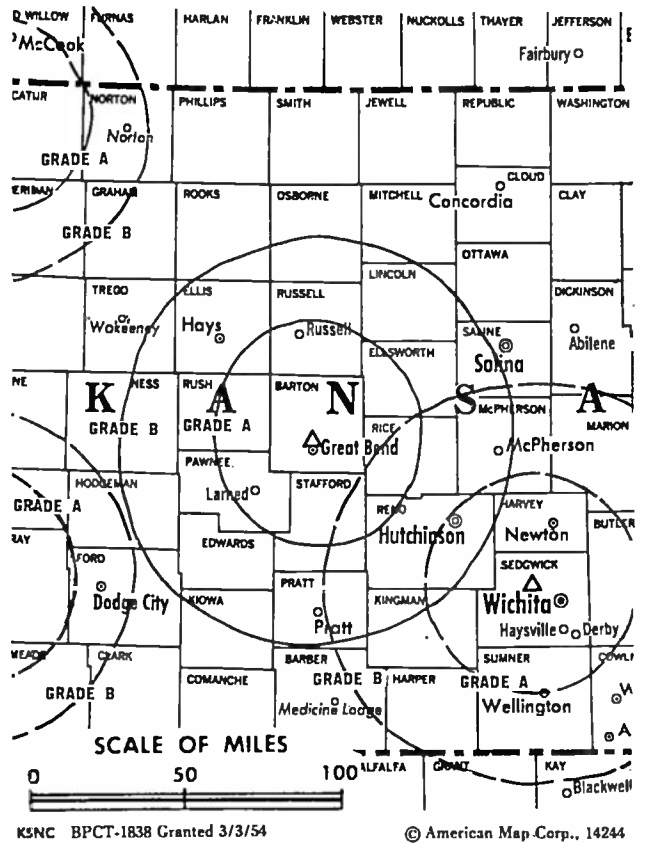 D WILLOW FURNAS HARLAN FRANKLIN WEBSTER NUCKOLLS THAYER JEFFERSON
McCook Fairbury
CATUR NORTON PHILLIPS SMITH JEWELL REPUBLIC WASHINGTON
Norton
GRADE A
CLOUD
ERIDAN GRAHAM ROOKS OSBORNE MITCHELL Concordia CLAY
GRADE B
OTTAWA
LINCOLN
TREGO ELLIS RUSSELL DICKINSON
Wakeeney Hays Russell SALINE Abilene
ELLSWORTH Salina
NE NESS RUSH BARTON
K A N S A
McPHERSON
GRADE B GRADE A RICE MARION
Great Bend McPherson
PAWNEE
HODGEMAN Larned STAFFORD
GRADE A RENO HARVEY
RAY Hutchinson Newton BUTLER
EDWARDS
FORD SEDGWICK
PRATT
Dodge City KIOWA KINGMAN Wichita
Pratt Haysville Derby
MEADE CLARK BARBER SUMNER COWLN
COMANCHE GRADE B HARPER GRADE A
GRADE B Medicine Lodge Wellington W
A
SCALE OF MILES
ALFALFA GRANT KAY
0 50 100
Blackwell
KSNC BPCT-1838 Granted 3/3/54 © American Map Corp., 14244